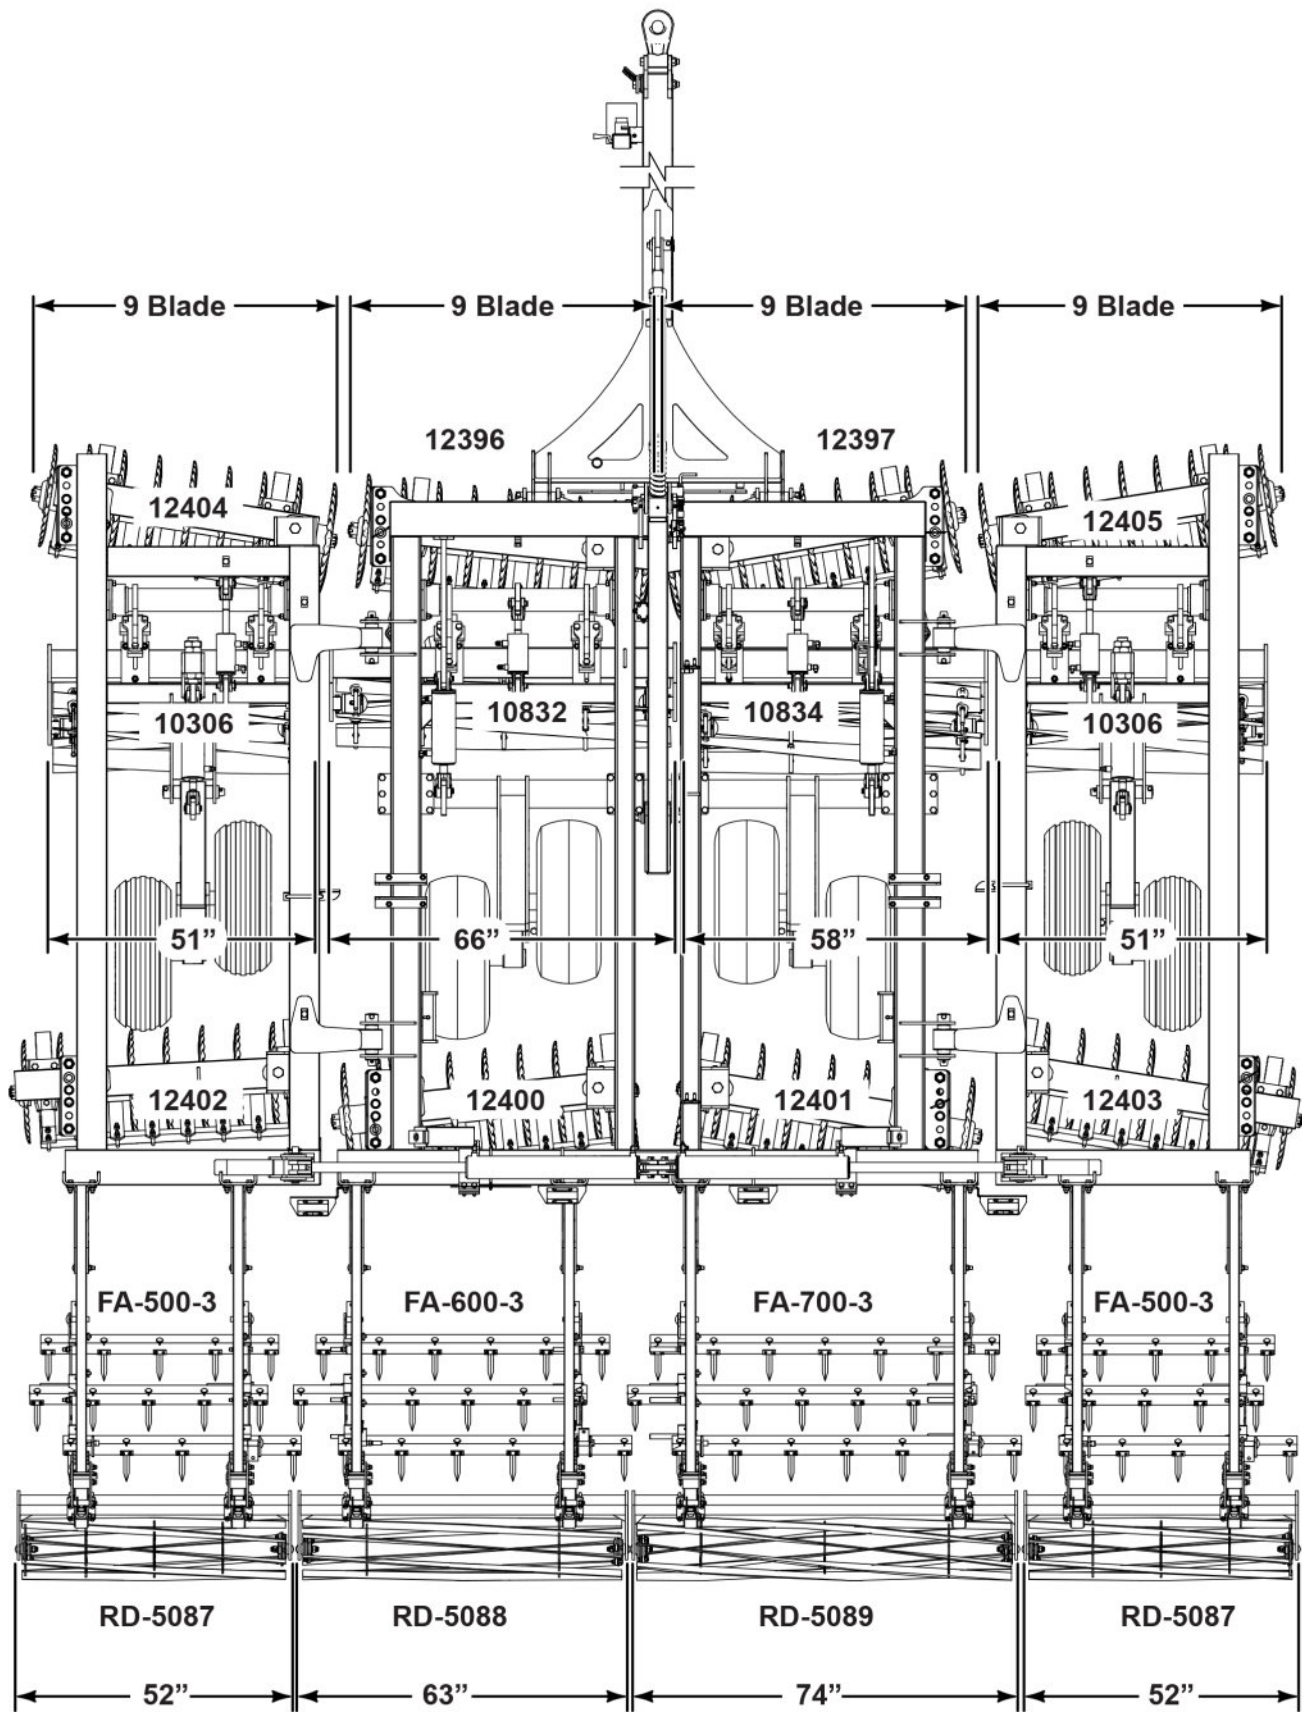 9 Blade 9 Blade 9 Blade 9 Blade
12396 12397
12404 12405
10306 10832 10834 10306
51” 66” 58” 51”
12402 12400 12401 12403
FA-500-3 FA-600-3 FA-700-3 FA-500-3
RD-5087 RD-5088 RD-5089 RD-5087
52” 63” 74” 52”